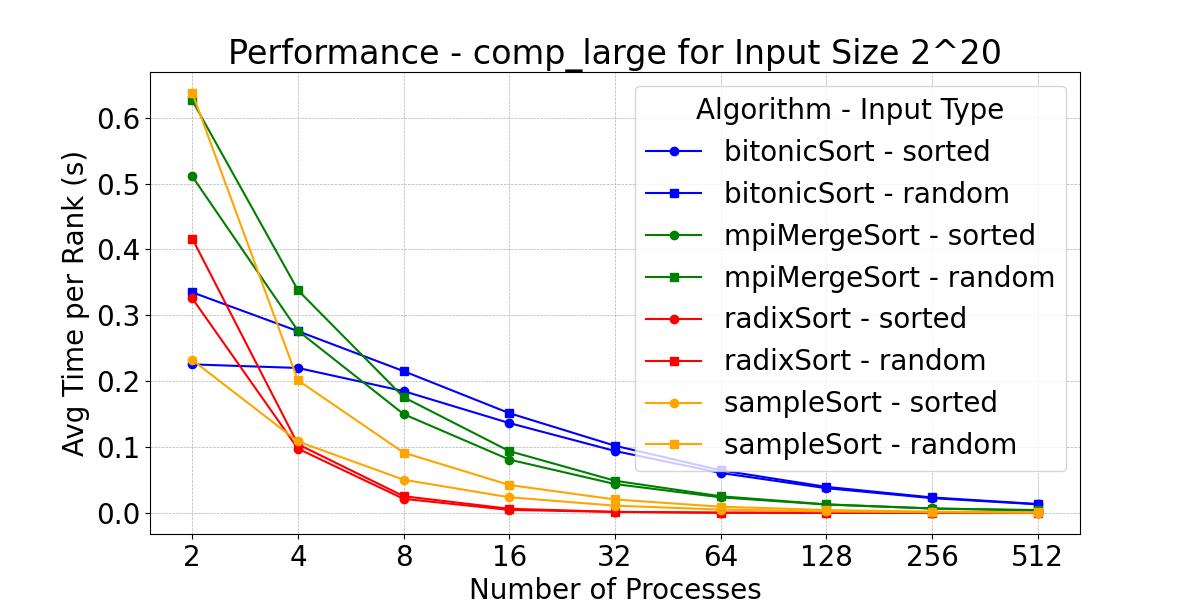 Performance - comp_large for Input Size 2^20
Avg Time per Rank (s)
0.6
0.5
0.4
0.3
0.2
0.1
0.0
Algorithm - Input Type
bitonicSort - sorted
bitonicSort - random
mpiMergeSort - sorted
mpiMergeSort - random
radixSort - sorted
radixSort - random
sampleSort - sorted
sampleSort - random
2 4 8 16 32 64 128 256 512
Number of Processes